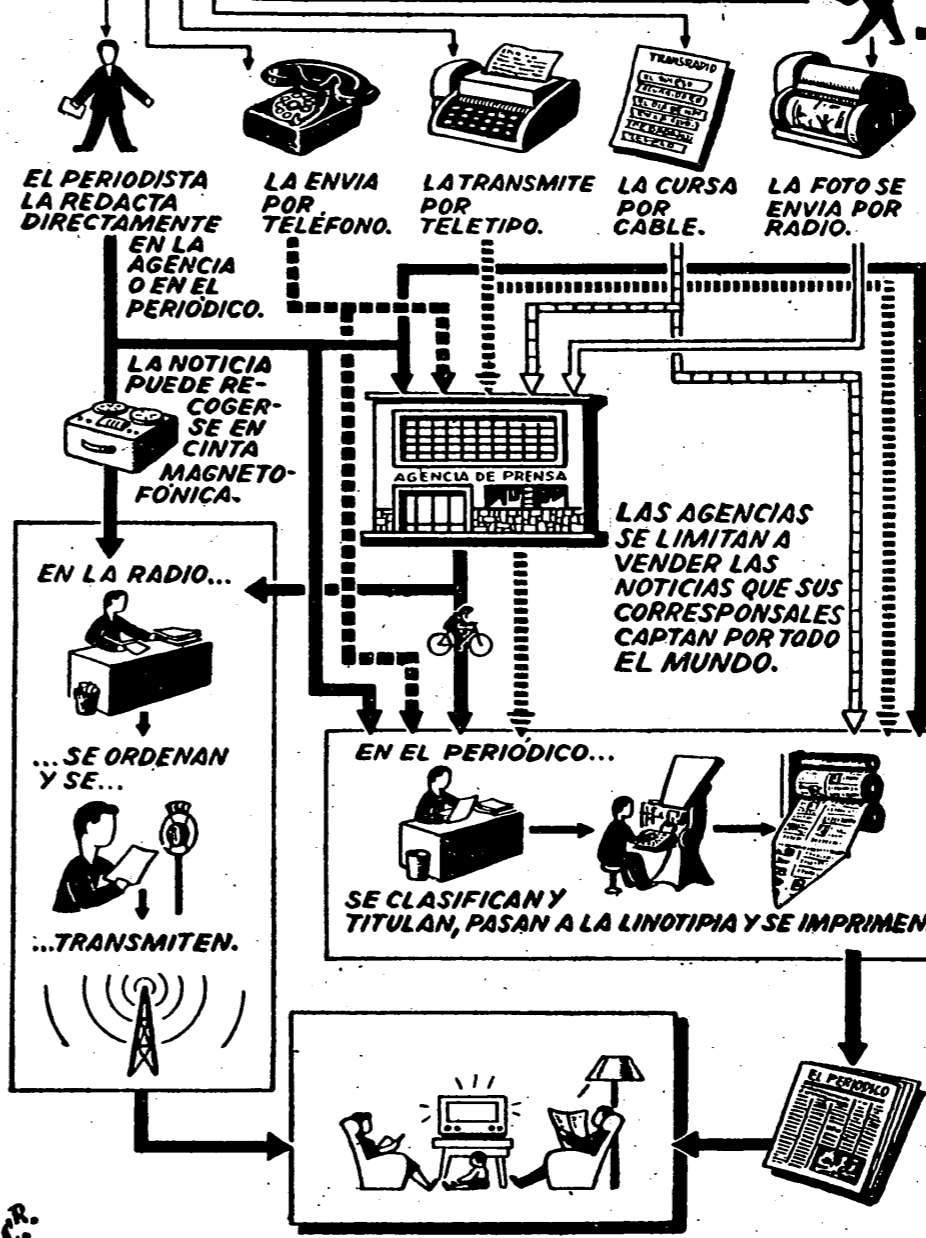 TRANSRADIO
EL PERIODISTA
LA REDACTA
DIRECTAMENTE
EN LA
AGENCIA
O EN EL
PERIÓDICO.
LA ENVIA
POR
TELÉFONO.
LA TRANSMITE
POR
TELETIPO.
LA CURSA
POR
CABLE.
LA FOTO SE
ENVIA POR
RADIO.
LA NOTICIA
PUEDE RE-
COGER-
SE EN
CINTA
MAGNETO-
FÓNICA.
AGENCIA DE PRENSA
LAS AGENCIAS
SE LIMITAN A
VENDER LAS
NOTICIAS QUE SUS
CORRESPONSALES
CAPTAN POR TODO
EL MUNDO.
EN LA RADIO...
...SE ORDENAN
Y SE...
...TRANSMITEN.
EN EL PERIÓDICO...
SE CLASIFICAN Y
TITULAN, PASAN A LA LINOTIPIA Y SE IMPRIMEN
EL PERIODICO